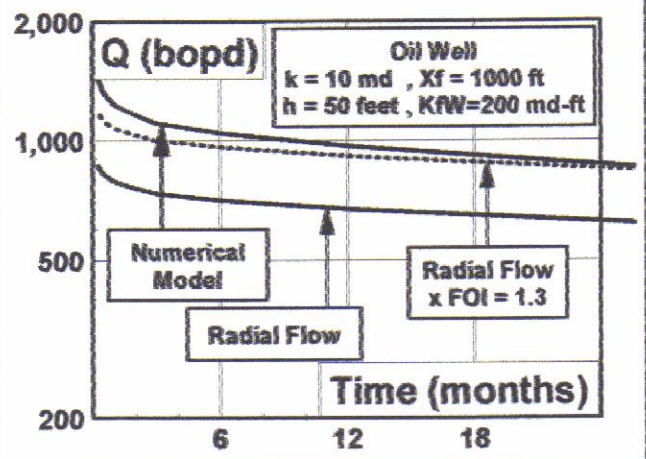 2,000
Q (bopd)
Oil Well
k = 10 md , Xf = 1000 ft
h = 50 feet , KfW=200 md-ft
1,000
Numerical
Model
500
Radial Flow
x FOI = 1.3
Radial Flow
Time (months)
200
6
12
18